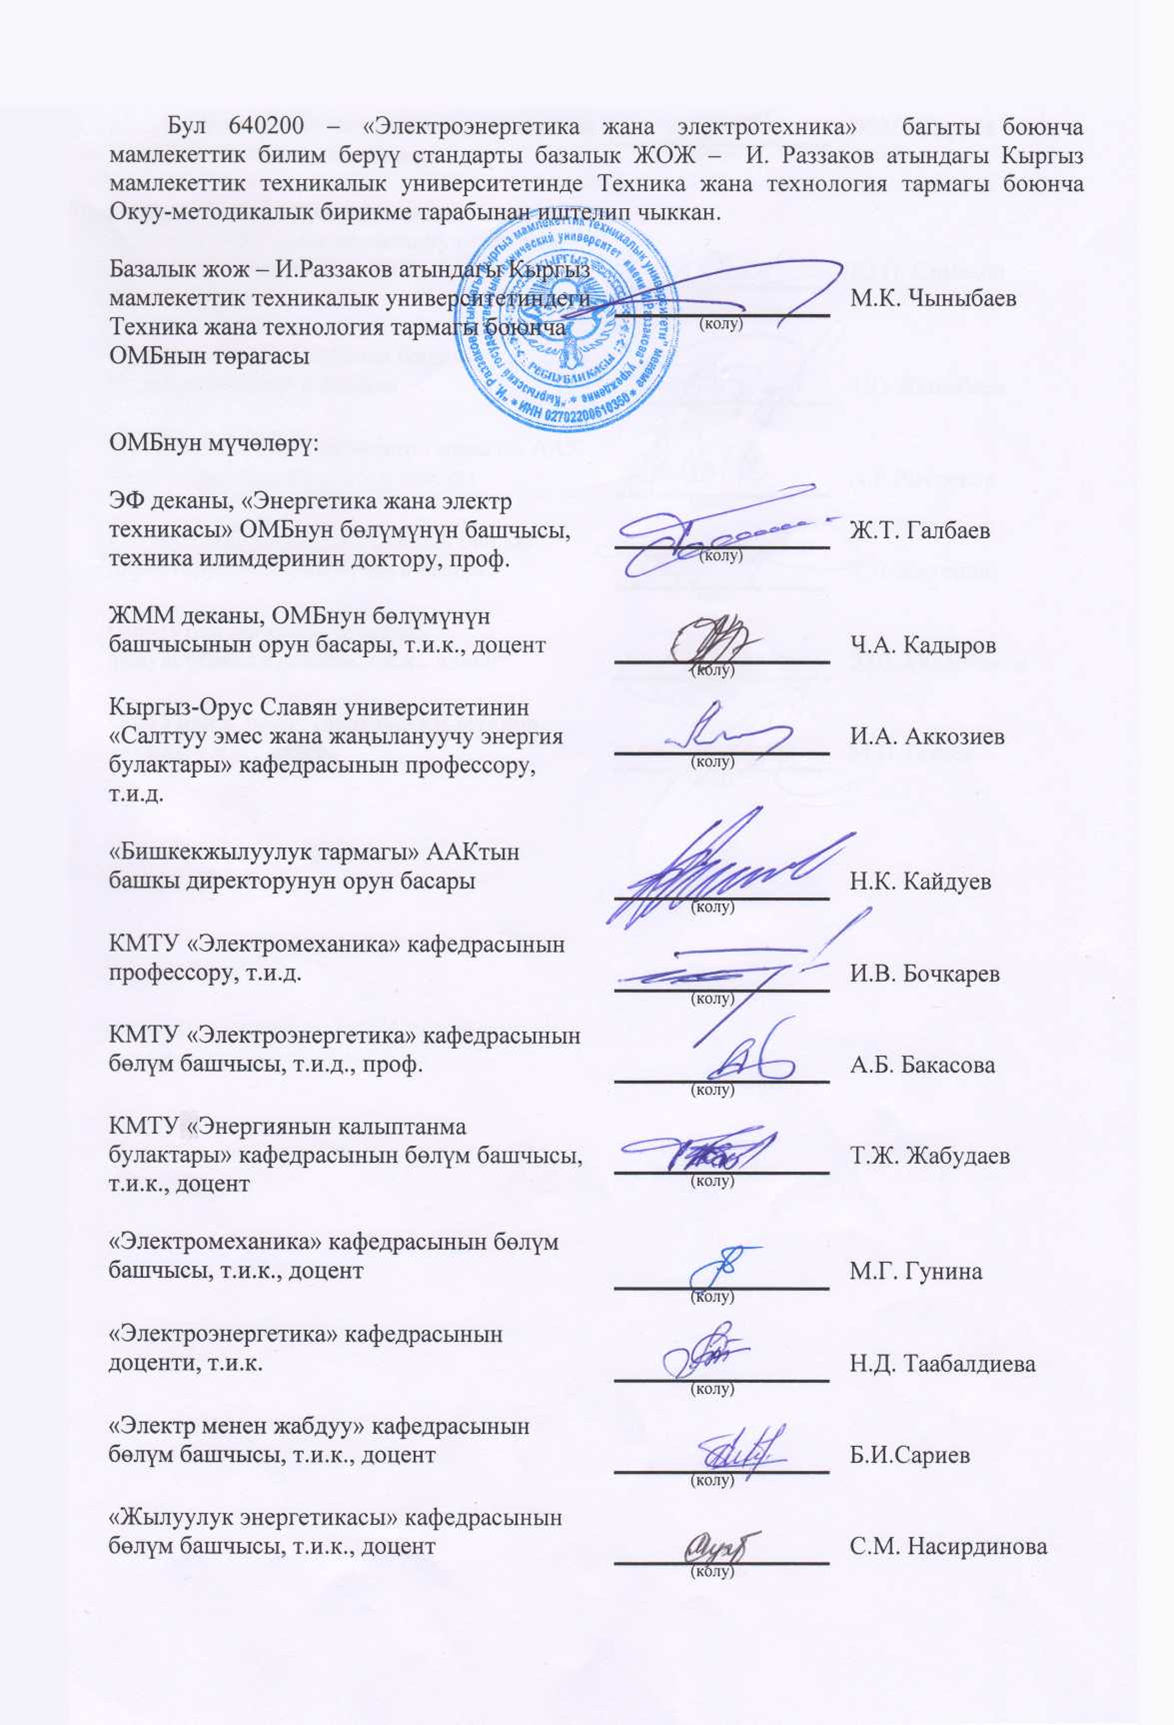 Бул 640200 – «Электроэнергетика жана электротехника» багыты боюнча
мамлекеттик билим берүү стандарты базалык ЖОЖ – И. Раззаков атындагы Кыргыз
мамлекеттик техникалык университетинде Техника жана технология тармагы боюнча
Окуу-методикалык бирикме тарабынан иштелип чыккан.
Базалык жож – И.Раззаков атындагы Кыргыз
мамлекеттик техникалык университетиндеги
Техника жана технология тармагы боюнча
ОМБнын төрагасы
(колу)
М.К. Чыныбаев
КЫРГЫЗ
РЕСПУБЛИКАСЫ
ИНН 02702200610350
ОМБнун мүчөлөрү:
ЭФ деканы, «Энергетика жана электр
техникасы» ОМБнун бөлүмүнүн башчысы,
техника илимдеринин доктору, проф.
(колу)
Ж.Т. Галбаев
ЖММ деканы, ОМБнун бөлүмүнүн
башчысынын орун басары, т.и.к., доцент
(колу)
Ч.А. Кадыров
Кыргыз-Орус Славян университетинин
«Салттуу эмес жана жаңылануучу энергия
булактары» кафедрасынын профессору,
т.и.д.
(колу)
И.А. Аккозиев
«Бишкекжылуулук тармагы» ААКтын
башкы директорунун орун басары
(колу)
Н.К. Кайдуев
КМТУ «Электромеханика» кафедрасынын
профессору, т.и.д.
(колу)
И.В. Бочкарев
КМТУ «Электроэнергетика» кафедрасынын
бөлүм башчысы, т.и.д., проф.
(колу)
А.Б. Бакасова
КМТУ «Энергиянын калыптанма
булактары» кафедрасынын бөлүм башчысы,
т.и.к., доцент
(колу)
Т.Ж. Жабудаев
«Электромеханика» кафедрасынын бөлүм
башчысы, т.и.к., доцент
(колу)
М.Г. Гунина
«Электроэнергетика» кафедрасынын
доценти, т.и.к.
(колу)
Н.Д. Таабалдиева
«Электр менен жабдуу» кафедрасынын
бөлүм башчысы, т.и.к., доцент
(колу)
Б.И.Сариев
«Жылуулук энергетикасы» кафедрасынын
бөлүм башчысы, т.и.к., доцент
(колу)
С.М. Насирдинова